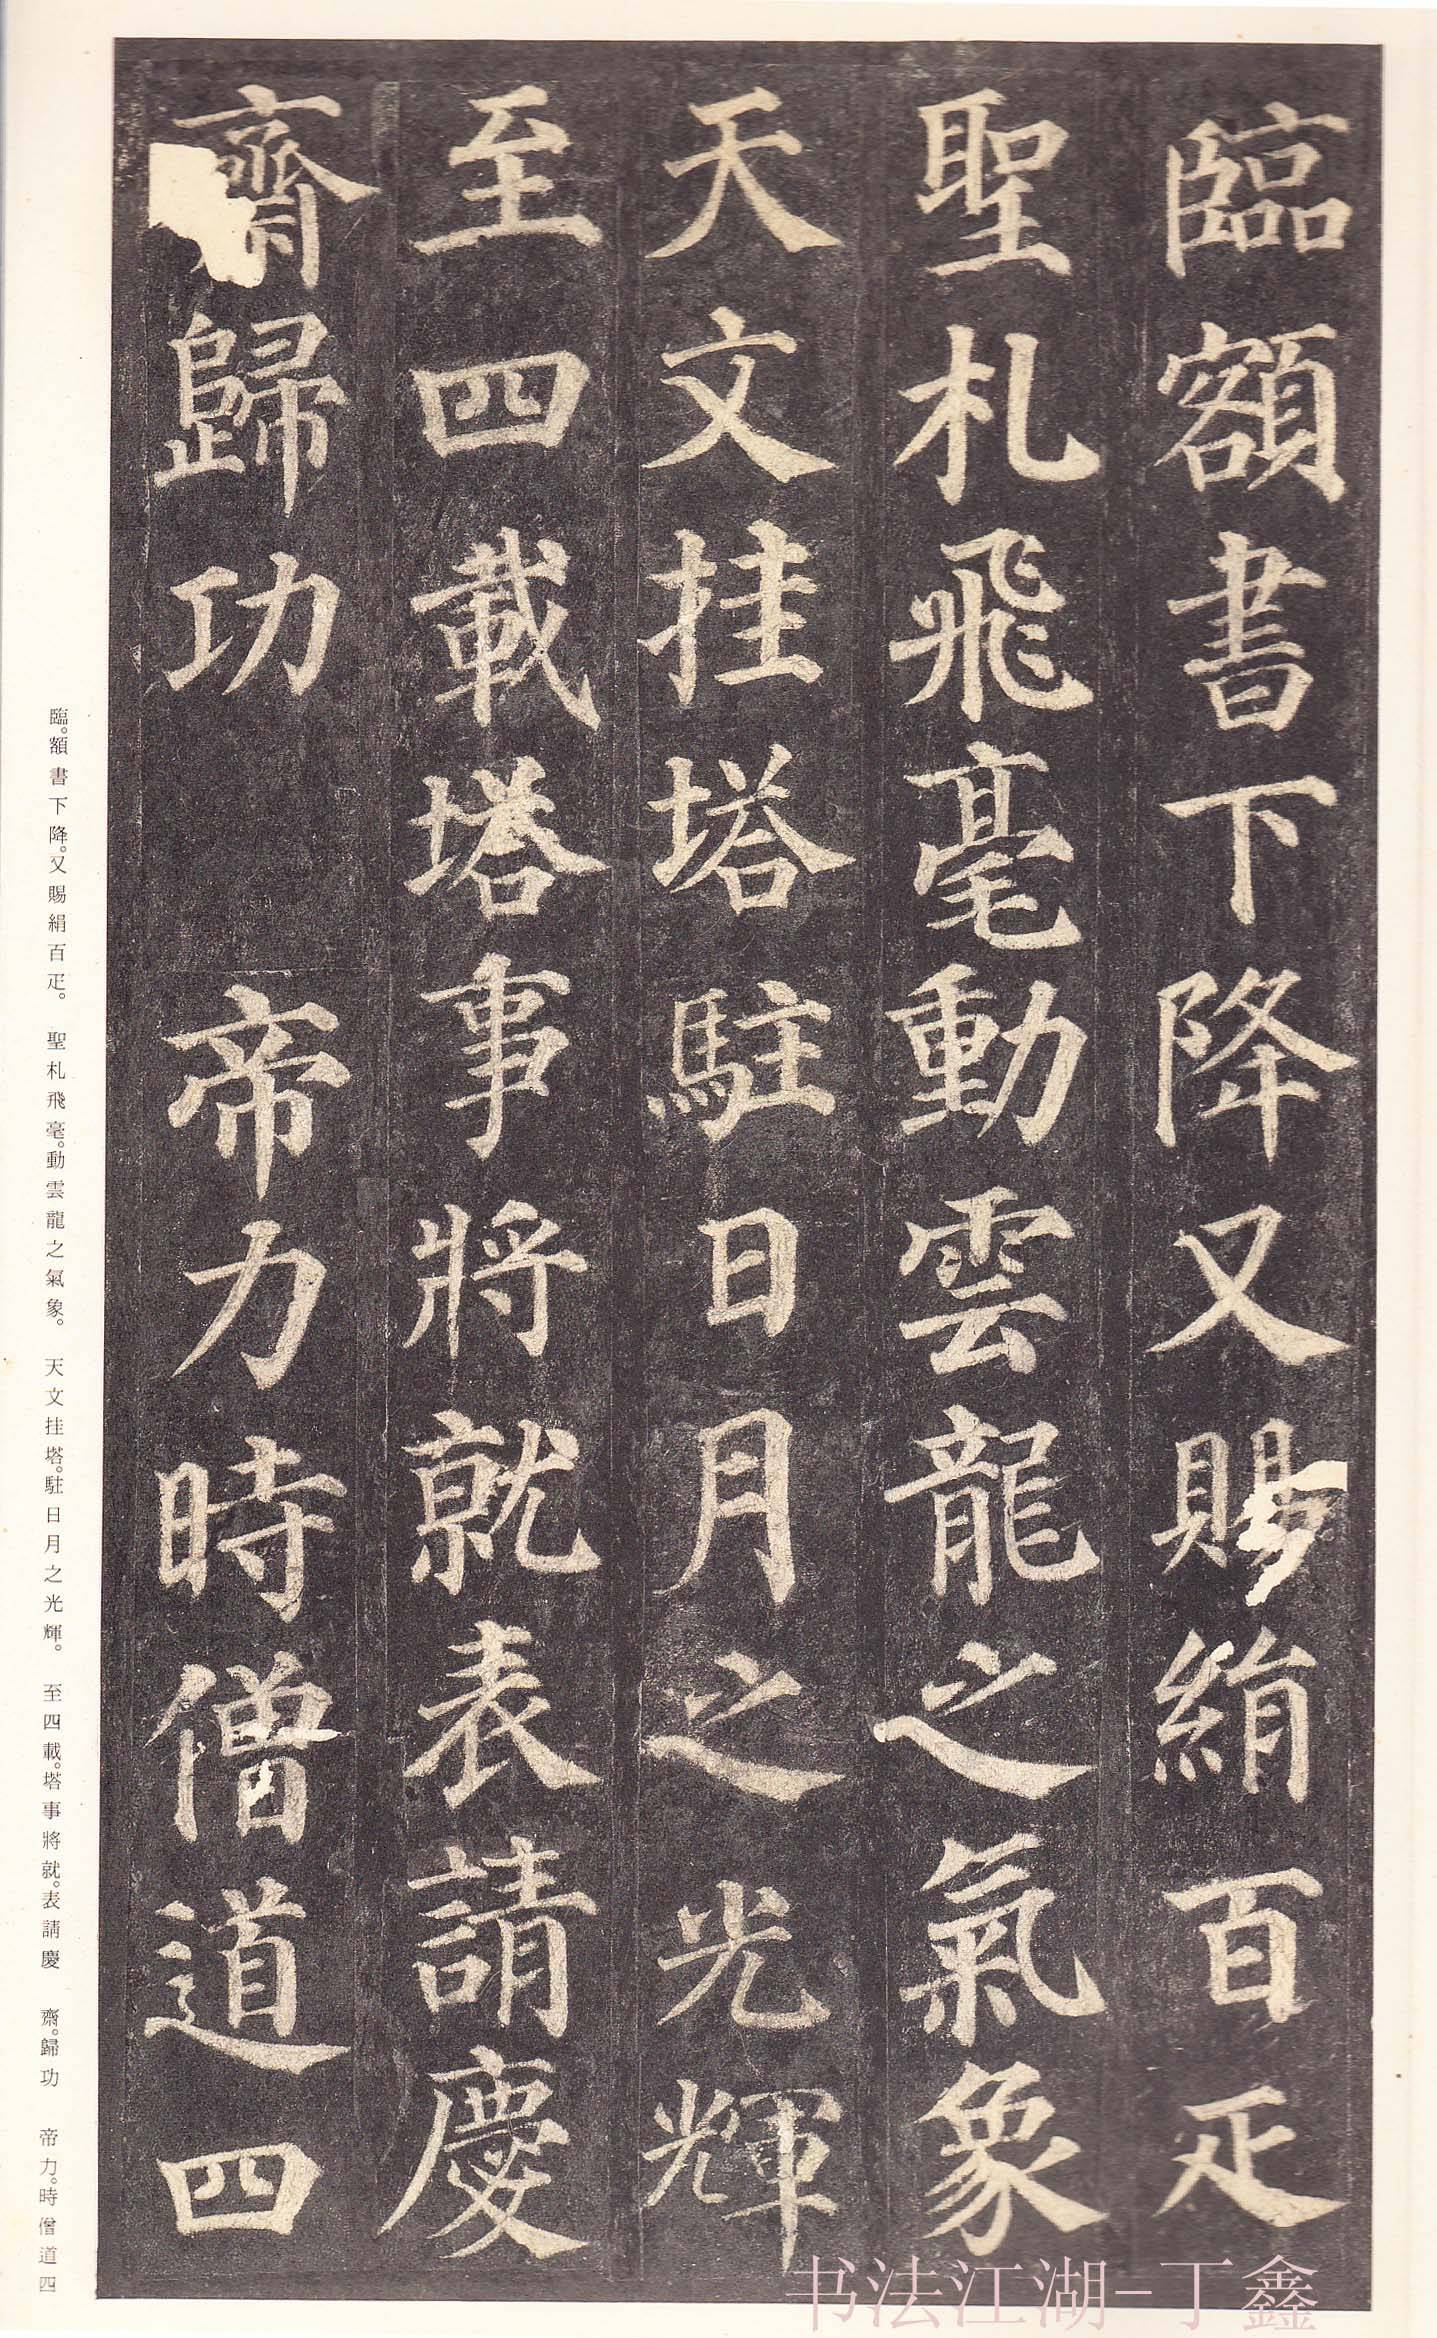 臨額書下降又賜絹百疋
聖札飛毫動雲龍之氣象
天文挂塔駐日月之光輝
至四載塔事將就表請慶
齋歸功 帝力時僧道四
臨。額書下降。又賜絹百疋。 聖札飛毫。動雲龍之氣象。 天文挂塔。駐日月之光輝。 至四載。塔事將就。表請慶 齋。歸功 帝力。時僧道四
书法江湖-丁鑫